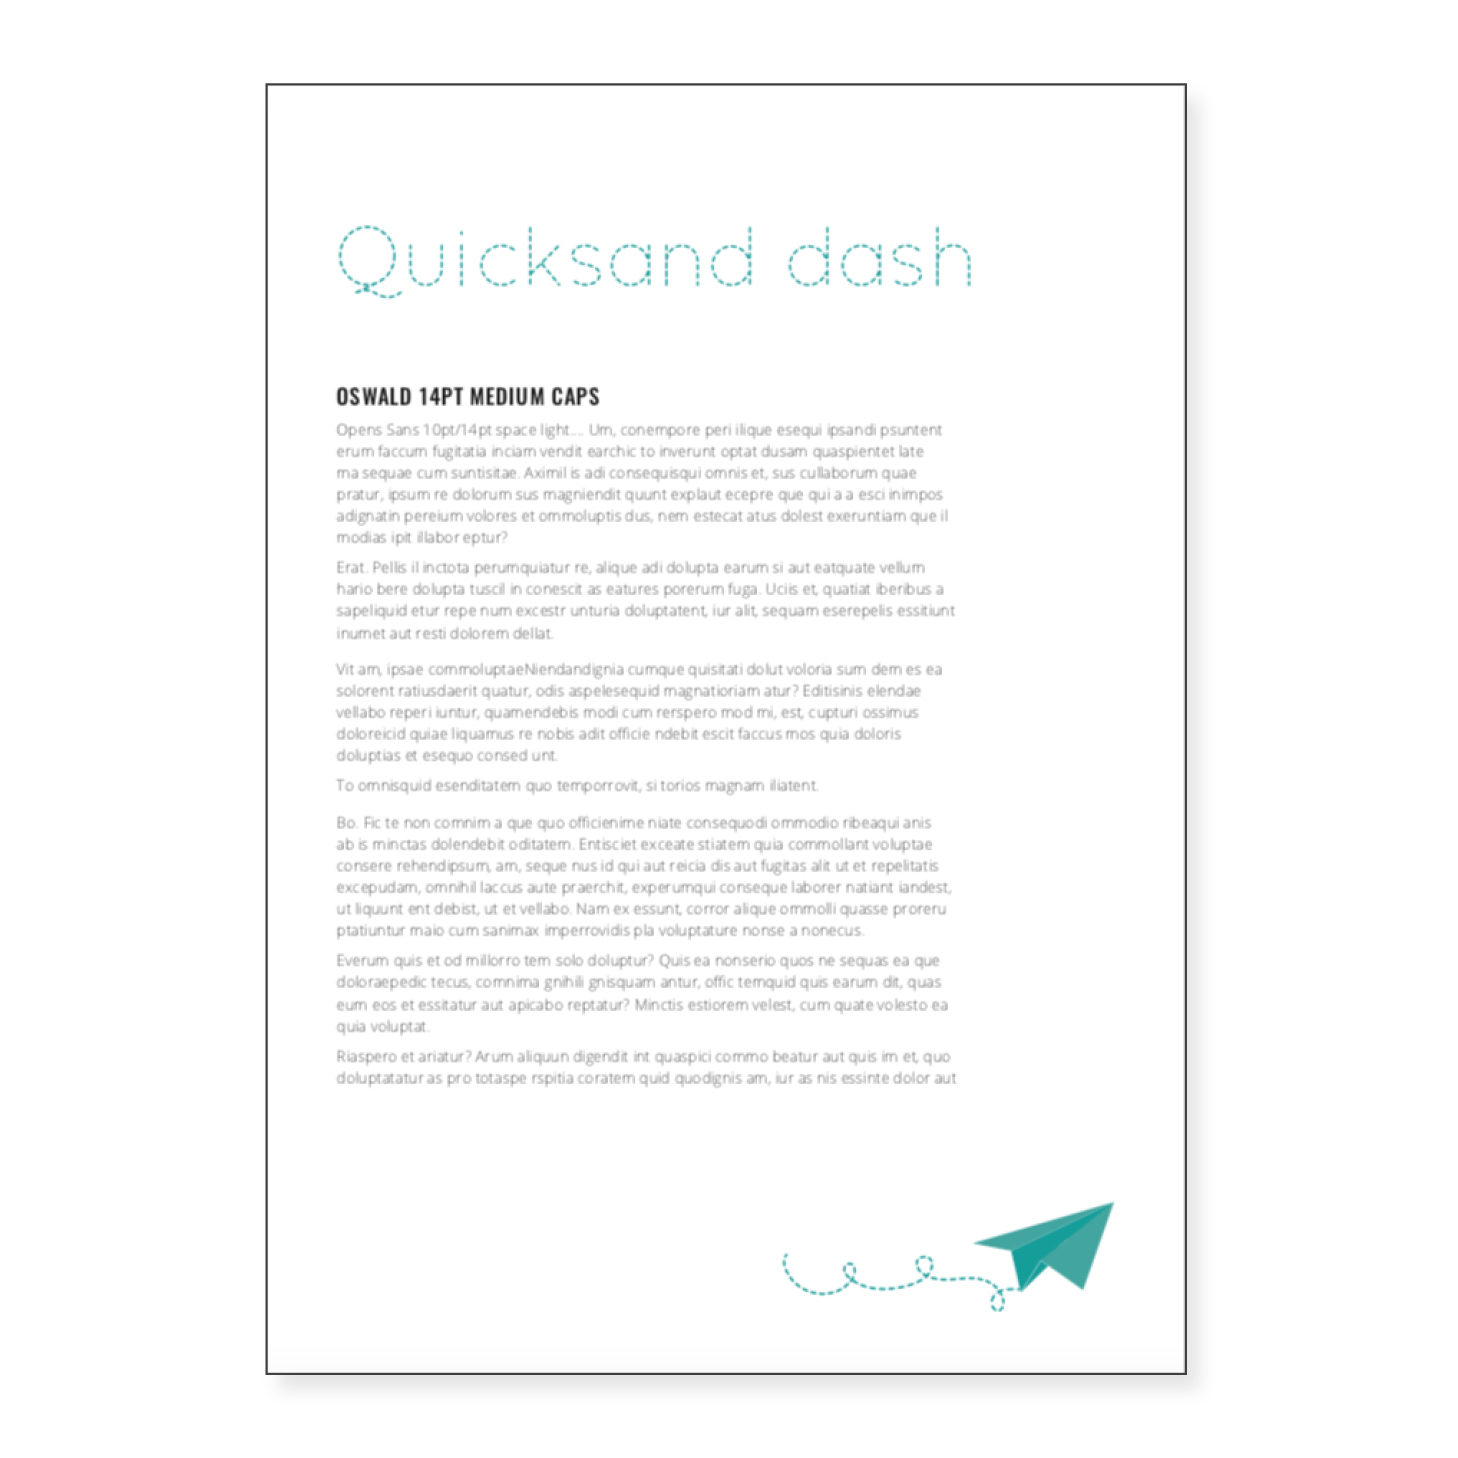 Quicksand dash
OSWALD 14PT MEDIUM CAPS
Opens Sans 10pt/14pt space light.... Um, conempore peri ilique esequi ipsandi psuntent
erum faccum fugitatia inciam vendit earchic to inverunt optat dusam quaspientet late
ma sequae cum suntisitae. Aximil is adi consequisqui omnis et, sus cullaborum quae
pratur, ipsum re dolorum sus magniendit quunt explaut ecepre que qui a a esci inimpos
adignatin pereium volores et ommoluptis dus, nem estecat atus dolest exeruntiam que il
modias ipit illabor eptur?
Erat. Pellis il inctota perumquiatur re, alique adi dolupta earum si aut eatquate vellum
hario bere dolupta tuscil in conescit as eatures porerum fuga. Uciis et, quatiat iberibus a
sapeliquid etur repe num excestr unturia doluptatent, iur alit, sequam eserepelis essitiunt
inumet aut resti dolorem dellat.
Vit am, ipsae commoluptaeNiendandignia cumque quisitati dolut voloria sum dem es ea
solorent ratiusdaerit quatur, odis aspelesequid magnatioriam atur? Editisinis elendae
vellabo reperi iuntur, quamendebis modi cum rerspero mod mi, est, cupturi ossimus
doloreicid quiae liquamus re nobis adit officie ndebit escit faccus mos quia doloris
doluptias et esequo consed unt.
To omnisquid esenditatem quo temporrovit, si torios magnam iliatent.
Bo. Fic te non comnim a que quo officienime niate consequodi ommodio ribeaqui anis
ab is minctas dolendebit oditatem. Entisciet exceate stiatem quia commollant voluptae
consere rehendipsum, am, seque nus id qui aut reicia dis aut fugitas alit ut et repelitatis
excepudam, omnihil laccus aute praerchit, experumqui conseque laborer natiant iandest,
ut liquunt ent debist, ut et vellabo. Nam ex essunt, corror alique ommolli quasse proreru
ptatiuntur maio cum sanimax imperrovidis pla voluptature nonse a nonecus.
Everum quis et od millorro tem solo doluptur? Quis ea nonserio quos ne sequas ea que
doloraepedic tecus, comnima gnihili gnisquam antur, offic temquid quis earum dit, quas
eum eos et essitatur aut apicabo reptatur? Minctis estiorem velest, cum quate volesto ea
quia voluptat.
Riaspero et ariatur? Arum aliquun digendit int quaspici commo beatur aut quis im et, quo
doluptatatur as pro totaspe rspitia coratem quid quodignis am, iur as nis essinte dolor aut